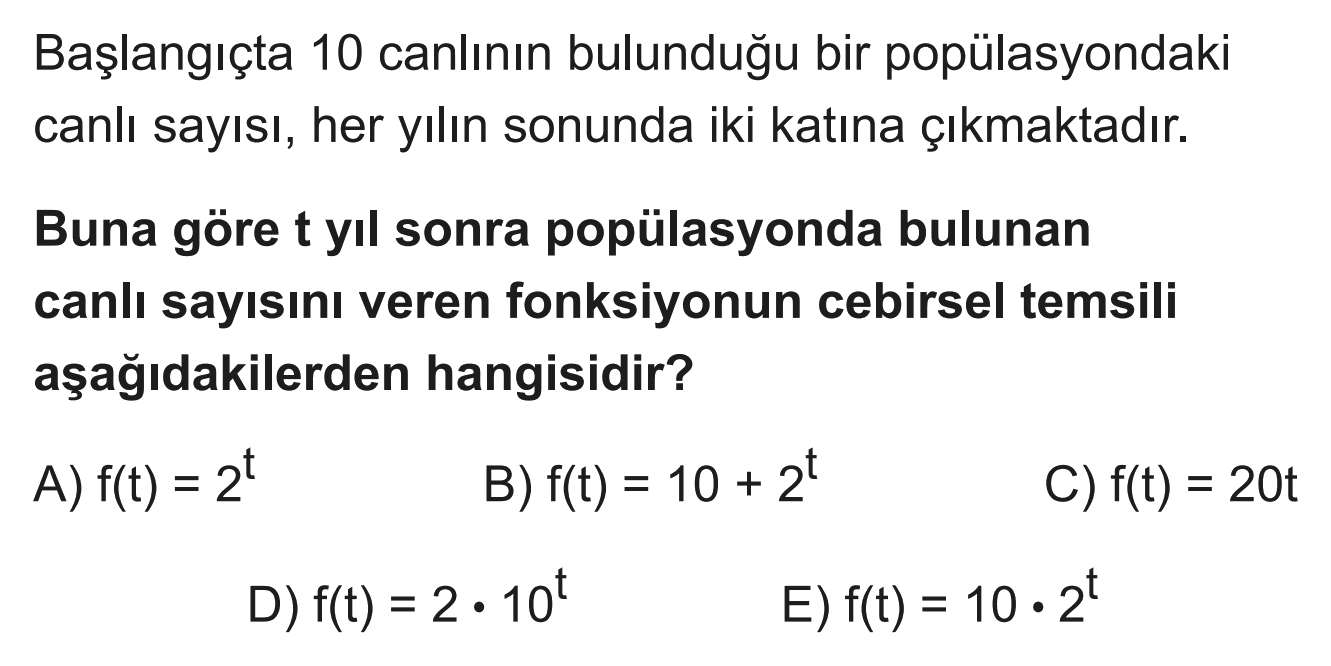 Başlangıçta 10 canlının bulunduğu bir popülasyondaki
canlı sayısı, her yılın sonunda iki katına çıkmaktadır.
Buna göre t yıl sonra popülasyonda bulunan
canlı sayısını veren fonksiyonun cebirsel temsili
aşağıdakilerden hangisidir?
A) f(t) = 2^t B) f(t) = 10 + 2^t C) f(t) = 20t
D) f(t) = 2 • 10^t E) f(t) = 10 • 2^t